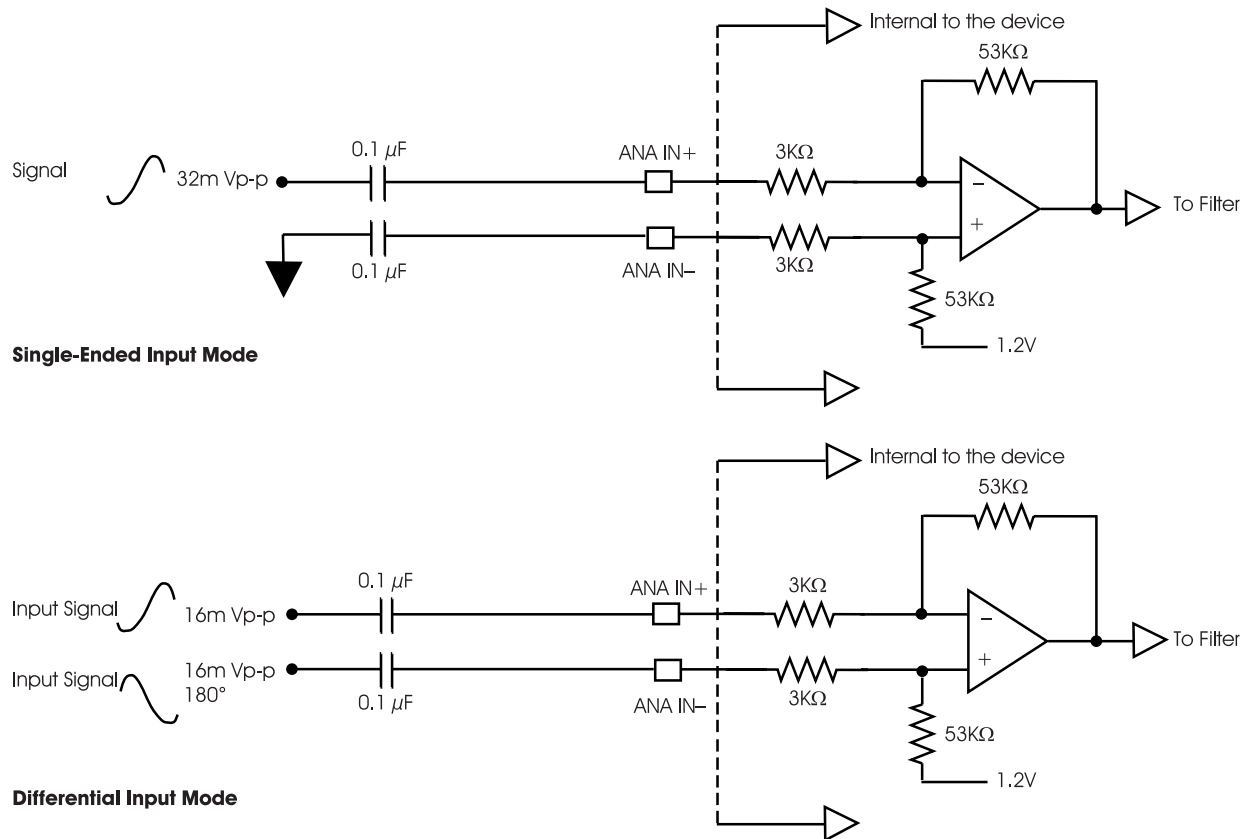 Internal to the device
53KΩ
0.1 µF
ANA IN+
3KΩ
Signal
32m Vp-p
−
To Filter
+
0.1 µF
ANA IN−
3KΩ
53KΩ
1.2V
Single-Ended Input Mode
Internal to the device
53KΩ
0.1 µF
ANA IN+
3KΩ
Input Signal
16m Vp-p
−
To Filter
Input Signal
16m Vp-p
180°
+
0.1 µF
ANA IN−
3KΩ
53KΩ
1.2V
Differential Input Mode